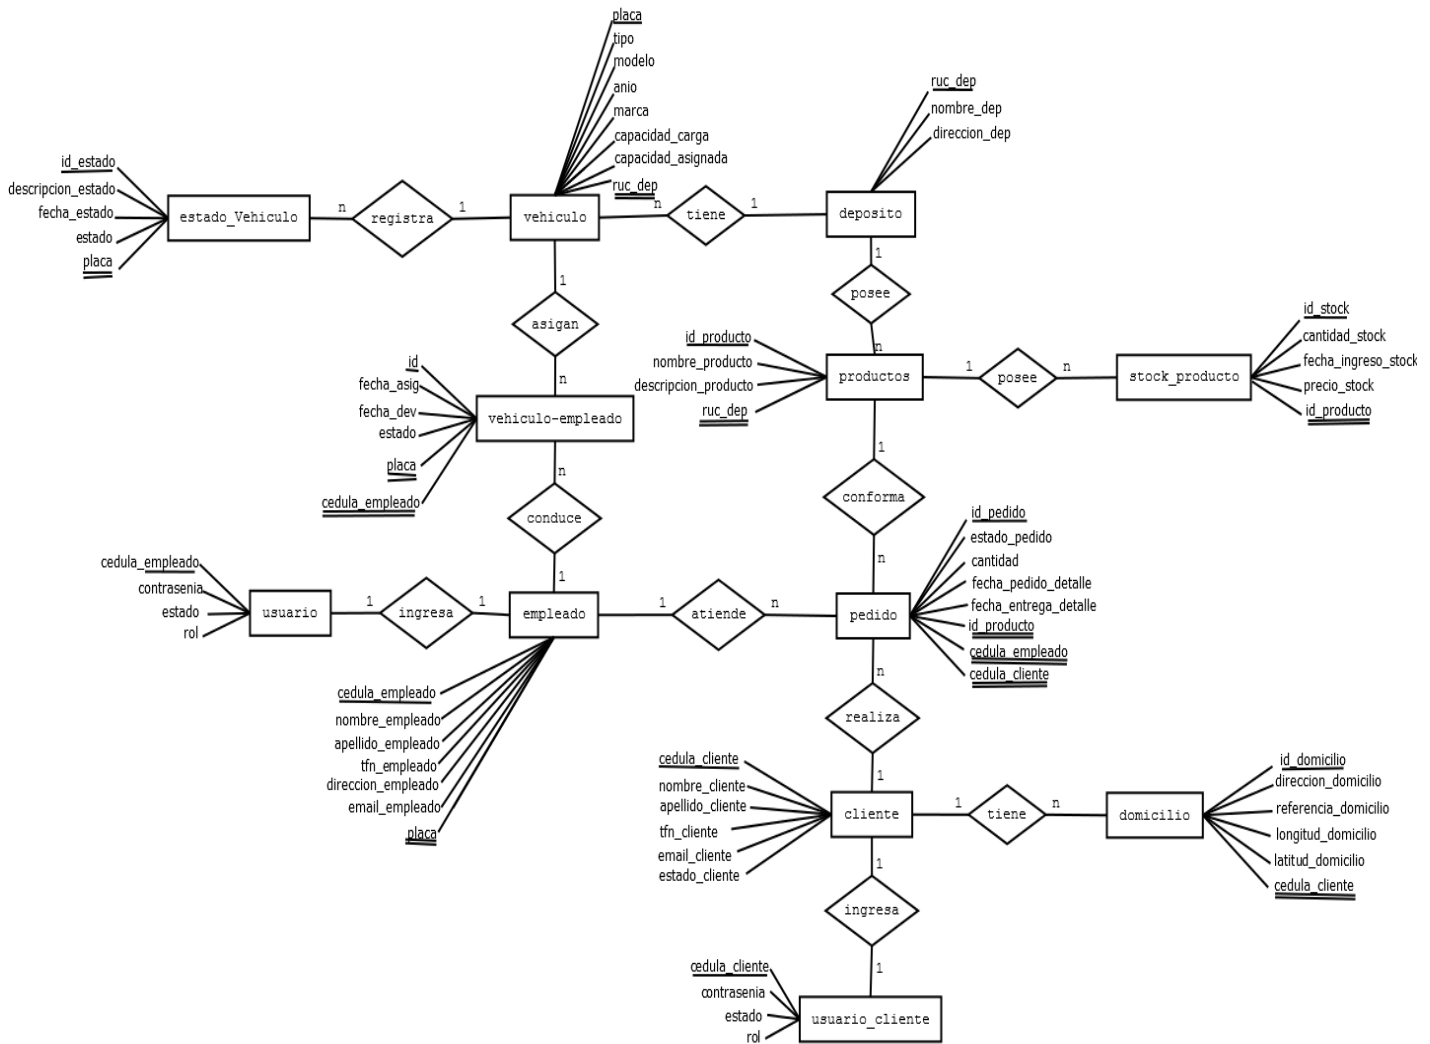 placa
tipo
modelo
anio
marca
capacidad_carga
capacidad_asignada
ruc_dep
ruc_dep
nombre_dep
direccion_dep
id_estado
descripcion_estado
fecha_estado
estado
placa
estado_Vehiculo
n
registra
1
vehiculo
n
tiene
1
deposito
1
asigan
n
1
posee
n
id_producto
nombre_producto
descripcion_producto
ruc_dep
productos
1
posee
n
stock_producto
id_stock
cantidad_stock
fecha_ingreso_stock
precio_stock
id_producto
id
fecha_asig
fecha_dev
estado
placa
cedula_empleado
vehiculo-empleado
n
conduce
1
1
conforma
n
id_pedido
estado_pedido
cantidad
fecha_pedido_detalle
fecha_entrega_detalle
id_producto
cedula_empleado
cedula_cliente
cedula_empleado
contrasenia
estado
rol
usuario
1
ingresa
1
empleado
1
atiende
n
pedido
cedula_empleado
nombre_empleado
apellido_empleado
tfn_empleado
direccion_empleado
email_empleado
placa
n
realiza
1
cedula_cliente
nombre_cliente
apellido_cliente
tfn_cliente
email_cliente
estado_cliente
cliente
1
tiene
n
domicilio
id_domicilio
direccion_domicilio
referencia_domicilio
longitud_domicilio
latitud_domicilio
cedula_cliente
1
ingresa
1
cedula_cliente
contrasenia
estado
rol
usuario_cliente